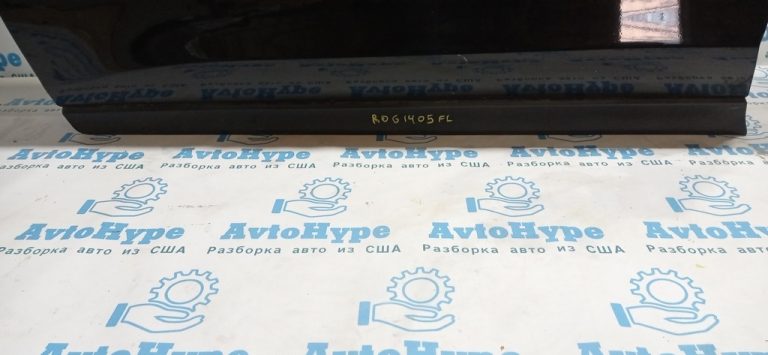 ROG1405FL
AvtoHype AvtoHype AvtoHype AvtoHype
Разборка авто из США Разборка авто из США Разборка авто из США
AvtoHype AvtoHype AvtoHype AvtoHype
Разборка авто из США Разборка авто из США Разборка авто из США Разборка авто из США
AvtoHype AvtoHype AvtoHype